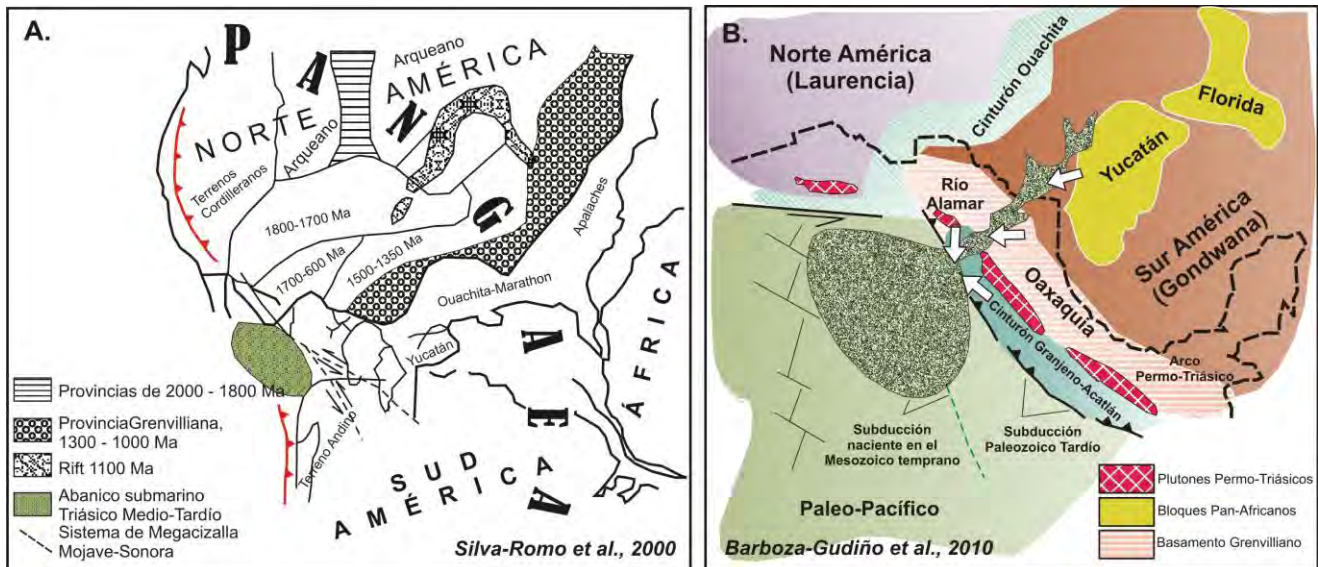 A.
PANGAEA
NORTE AMÉRICA
Arqueano
Arqueano
Terrenos
Cordilleranos
1800-1700 Ma
1700-600 Ma
1500-1350 Ma
Apalaches
Ouachita-Marathon
Yucatán
ÁFRICA
Terreno Andino
SUD
AMÉRICA
Provincias de 2000 - 1800 Ma
ProvinciaGrenvilliana,
1300 - 1000 Ma
Rift 1100 Ma
Abanico submarino
Triásico Medio-Tardío
Sistema de Megacizalla
Mojave-Sonora
Silva-Romo et al., 2000
B.
Norte América
(Laurencia)
Cinturón Ouachita
Florida
Yucatán
Río
Alamar
Sur América
(Gondwana)
Oaxaquia
Cinturón Granjeno-Acatlán
Arco
Permo-Triásico
Subducción
naciente en el
Mesozoico temprano
Subducción
Paleozoico Tardío
Paleo-Pacífico
Plutones Permo-Triásicos
Bloques Pan-Africanos
Basamento Grenvilliano
Barboza-Gudiño et al., 2010